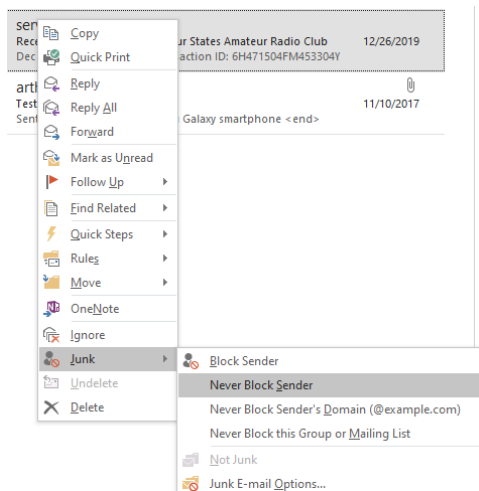 ser
Rece
ur States Amateur Radio Club
12/26/2019
Dec
action ID: 6H471504FM453304Y
art
Test
11/10/2017
Sent
Galaxy smartphone <end>
Copy
Quick Print
Reply
Reply All
Forward
Mark as Unread
Follow Up
Find Related
Quick Steps
Rules
Move
OneNote
Ignore
Junk
Undelete
Delete
Block Sender
Never Block Sender
Never Block Sender's Domain (@example.com)
Never Block this Group or Mailing List
Not Junk
Junk E-mail Options...